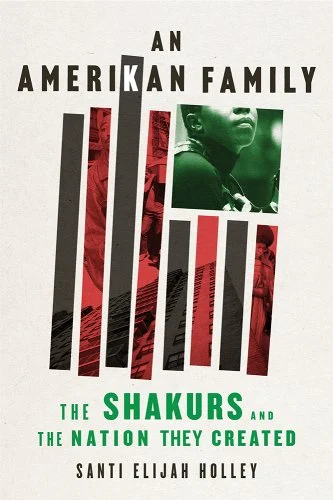 AN
AMERIKAN FAMILY
THE SHAKURS AND
THE NATION THEY CREATED
SANTI ELIJAH HOLLEY